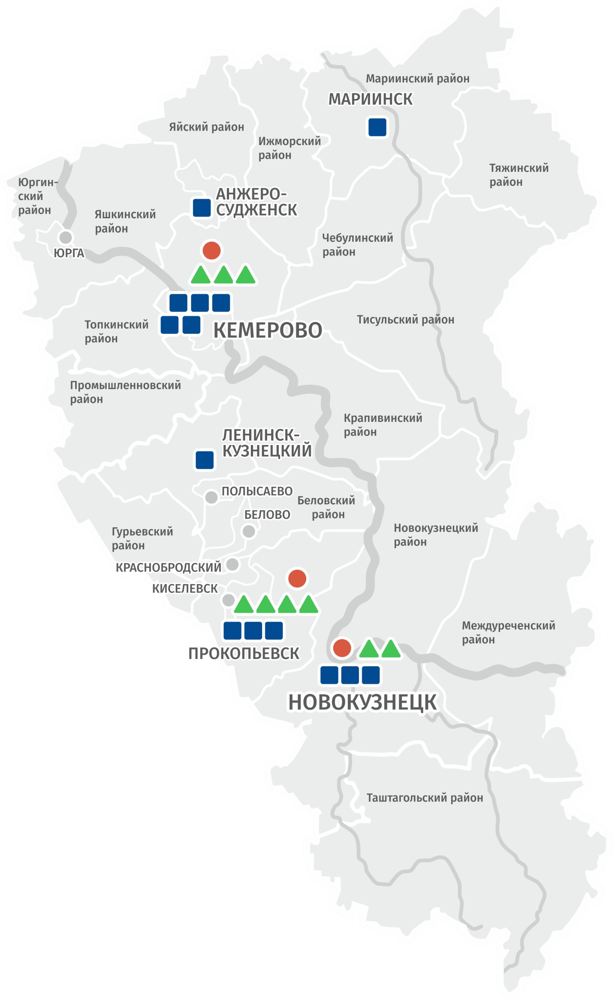 Мариинский район
МАРИИНСК
Яйский район
Ижморский
район
Тяжинский
район
Юргин-
ский
район
АНЖЕРО-
СУДЖЕНСК
Яшкинский
район
Чебулинский
район
ЮРГА
Тисульский район
Топкинский
район
КЕМЕРОВО
Промышленновский
район
Крапивинский
район
ЛЕНИНСК-
КУЗНЕЦКИЙ
ПОЛЫСАЕВО
Беловский
район
БЕЛОВО
Новокузнецкий
район
Гурьевский
район
КРАСНОБРОДСКИЙ
КИСЕЛЕВСК
Междуреченский
район
ПРОКОПЬЕВСК
НОВОКУЗНЕЦК
Таштагольский район